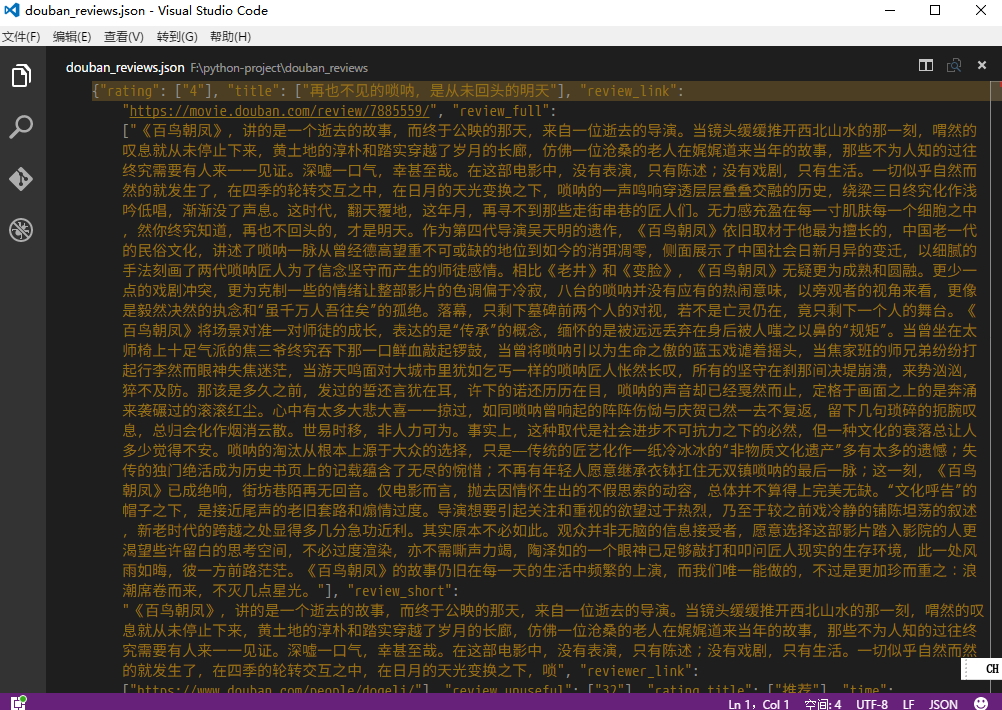 douban_reviews.json - Visual Studio Code
文件(F) 编辑(E) 查看(V) 转到(G) 帮助(H)
douban_reviews.json F:\python-project\douban_reviews
{"rating": ["4"], "title": ["再也不见的唢呐，是从未回头的明天"], "review_link":
"https://movie.douban.com/review/7885559/", "review_full":
["《百鸟朝凤》，讲的是一个逝去的故事，而终于公映的那天，来自一位逝去的导演。当镜头缓缓推开西北山水的那一刻，喟然的
叹息就从未停止下来，黄土地的淳朴和踏实穿越了岁月的长廊，仿佛一位沧桑的老人在娓娓道来当年的故事，那些不为人知的过往
终究需要有人来一一见证。深嘘一口气，幸甚至哉。在这部电影中，没有表演，只有陈述；没有戏剧，只有生活。一切似乎自然而
然的就发生了，在四季的轮转交互之中，在日月的天光变换之下，唢呐的一声鸣响穿透层层叠叠交融的历史，绕梁三日终究化作浅
吟低唱，渐渐没了声息。这时代，翻天覆地，这年月，再寻不到那些走街串巷的匠人们。无力感充盈在每一寸肌肤每一个细胞之中
，然你终究知道，再也不回头的，才是明天。作为第四代导演吴天明的遗作，《百鸟朝凤》依旧取材于他最为擅长的，中国老一代
的民俗文化，讲述了唢呐一脉从曾经德高望重不可或缺的地位到如今的消弭凋零，侧面展示了中国社会日新月异的变迁，以细腻的
手法刻画了两代唢呐匠人为了信念坚守而产生的师徒感情。相比《老井》和《变脸》，《百鸟朝凤》无疑更为成熟和圆融。更少一
点的戏剧冲突，更为克制一些的情绪让整部影片的色调偏于冷寂，八台的唢呐并没有应有的热闹意味，以旁观者的视角来看，更像
是毅然决然的执念和“虽千万人吾往矣”的孤绝。落幕，只剩下墓碑前两个人的对视，若不是亡灵仍在，竟只剩下一个人的舞台。《
百鸟朝凤》将场景对准一对师徒的成长，表达的是“传承”的概念，缅怀的是被远远丢弃在身后被人嗤之以鼻的“规矩”。当曾坐在太
师椅上十足气派的焦三爷终究吞下那一口鲜血敲起锣鼓，当曾将唢呐引以为生命之傲的蓝玉戏谑着摇头，当焦家班的师兄弟纷纷打
起行李然而眼神失焦迷茫，当游天鸣面对大城市里犹如乞丐一样的唢呐匠人怅然长叹，所有的坚守在刹那间决堤崩溃，来势汹汹，
猝不及防。那该是多久之前，发过的誓还言犹在耳，许下的诺还历历在目，唢呐的声音却已经戛然而止，定格于画面之上的是奔涌
来袭碾过的滚滚红尘。心中有太多大悲大喜一一掠过，如同唢呐曾响起的阵阵伤恸与庆贺已然一去不复返，留下几句琐碎的扼腕叹
息，总归会化作烟消云散。世易时移，非人力可为。事实上，这种取代是社会进步不可抗力之下的必然，但一种文化的衰落总让人
多少觉得不安。唢呐的淘汰从根本上源于大众的选择，只是—传统的匠艺化作一纸冷冰冰的“非物质文化遗产”多有太多的遗憾；失
传的独门绝活成为历史书页上的记载蕴含了无尽的惋惜；不再有年轻人愿意继承衣钵扛住无双镇唢呐的最后一脉；这一刻，《百鸟
朝凤》已成绝响，街坊巷陌再无回音。仅电影而言，抛去因情怀生出的不假思索的动容，总体并不算得上完美无缺。“文化呼告”的
帽子之下，是接近尾声的老旧套路和煽情过度。导演想要引起关注和重视的欲望过于热烈，乃至于较之前戏冷静的铺陈坦荡的叙述
，新老时代的跨越之处显得多几分急功近利。其实原本不必如此。观众并非无脑的信息接受者，愿意选择这部影片踏入影院的人更
渴望些许留白的思考空间，不必过度渲染，亦不需嘶声力竭，陶泽如的一个眼神已足够敲打和叩问匠人现实的生存环境，此一处风
雨如晦，彼一方前路茫茫。《百鸟朝凤》的故事仍旧在每一天的生活中频繁的上演，而我们唯一能做的，不过是更加珍而重之：浪
潮席卷而来，不灭几点星光。"], "review_short":
"《百鸟朝凤》，讲的是一个逝去的故事，而终于公映的那天，来自一位逝去的导演。当镜头缓缓推开西北山水的那一刻，喟然的叹
息就从未停止下来，黄土地的淳朴和踏实穿越了岁月的长廊，仿佛一位沧桑的老人在娓娓道来当年的故事，那些不为人知的过往终
究需要有人来一一见证。深嘘一口气，幸甚至哉。在这部电影中，没有表演，只有陈述；没有戏剧，只有生活。一切似乎自然而然
的就发生了，在四季的轮转交互之中，在日月的天光变换之下，唢", "reviewer_link":
["https://www.douban.com/people/dogeli/"], "review_unuseful": ["32"], "rating_title": ["推荐"], "time":
CH
Ln 1，Col 1 空间: 4 UTF-8 LF JSON